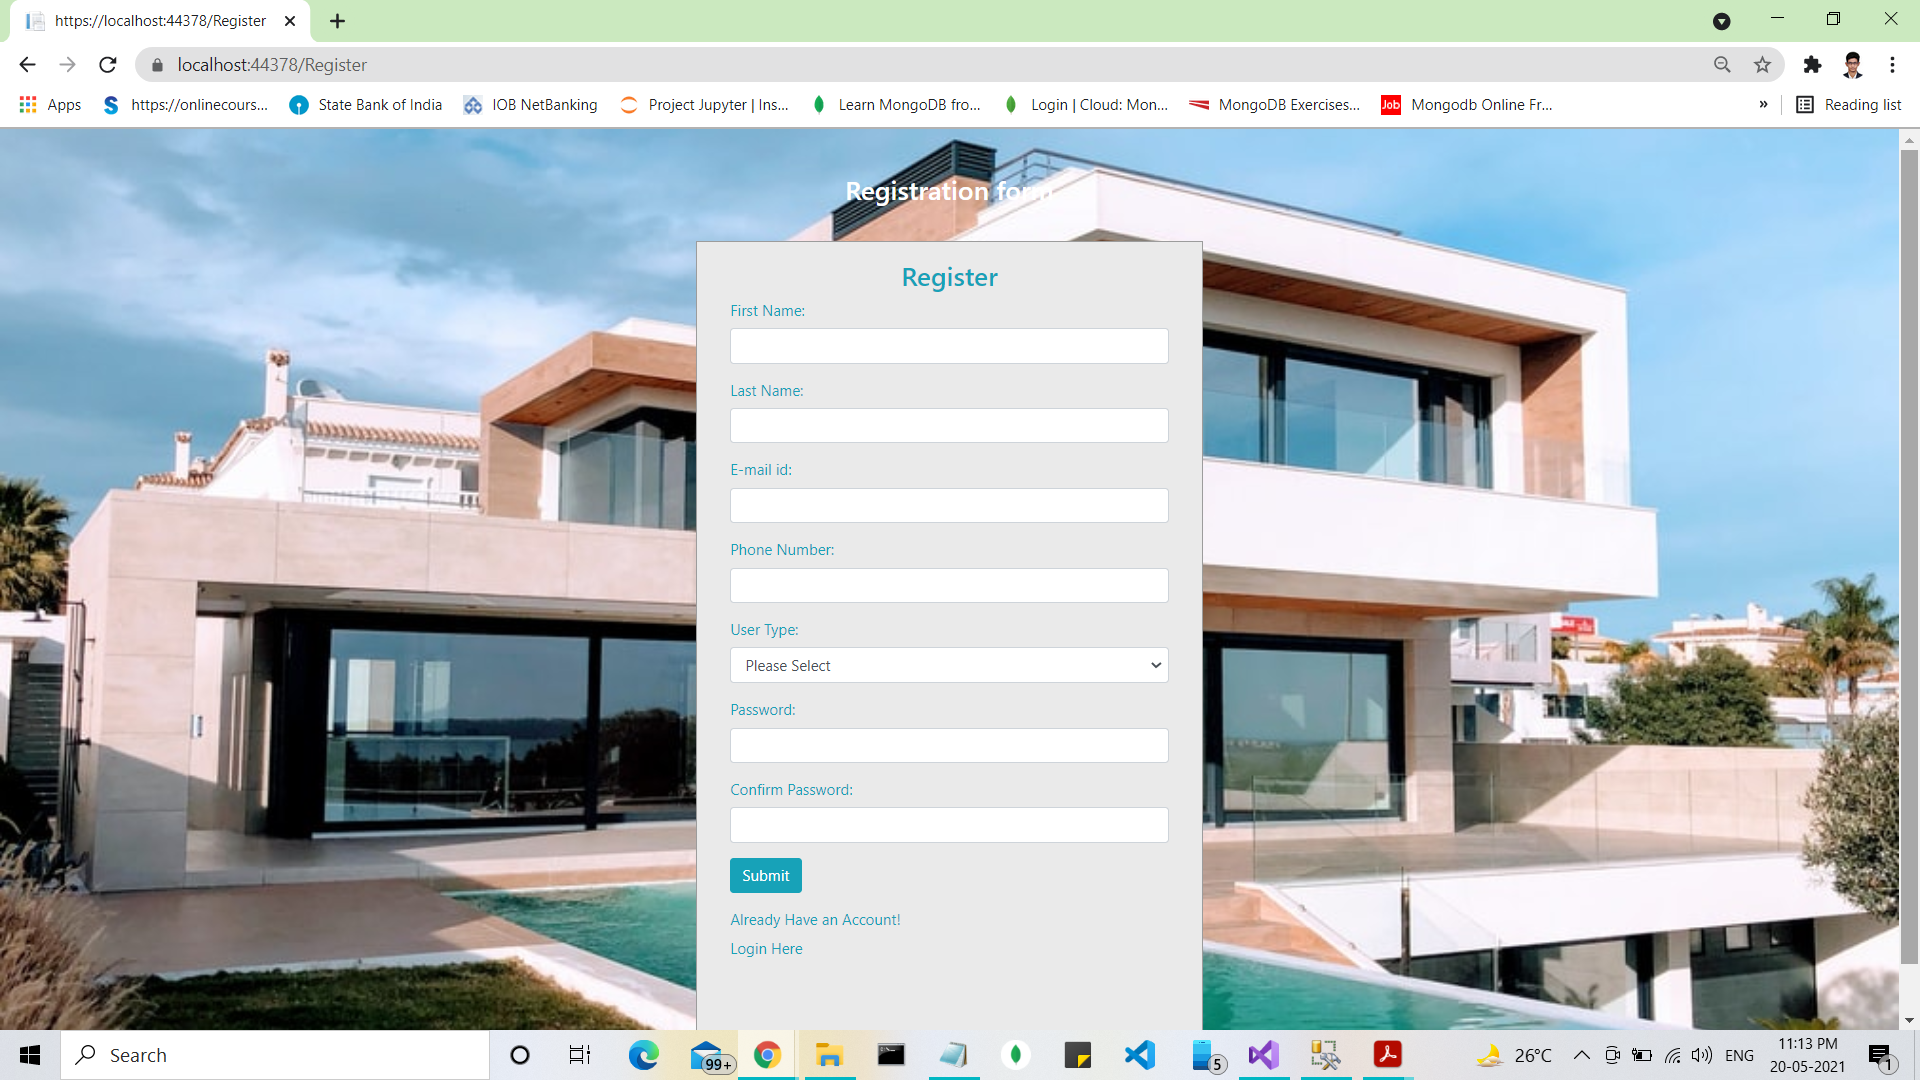 https://localhost:44378/Register
localhost:44378/Register
Apps
https://onlinecours...
State Bank of India
IOB NetBanking
Project Jupyter | Ins...
Learn MongoDB fro...
Login | Cloud: Mon...
MongoDB Exercises...
Job
Mongodb Online Fr...
»
Reading list
Registration form
Register
First Name:
Last Name:
E-mail id:
Phone Number:
User Type:
Please Select
Password:
Confirm Password:
Submit
Already Have an Account!
Login Here
Search
99+
5
26°C
ENG
11:13 PM
20-05-2021
1